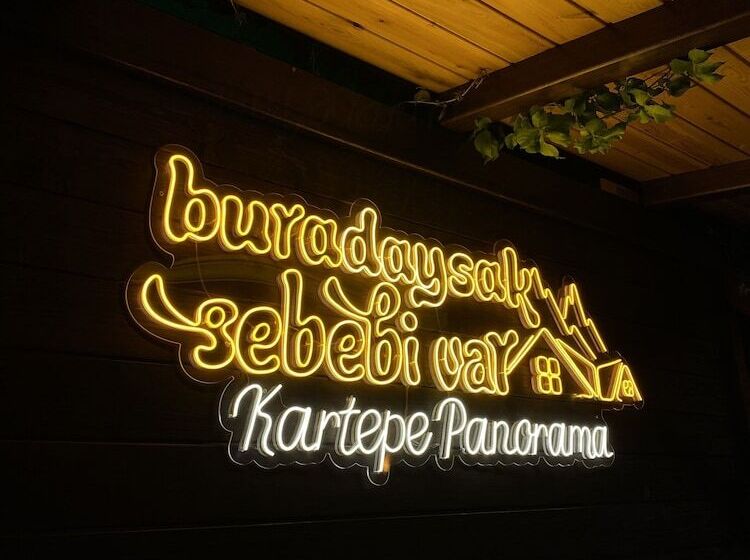 buradaysak
sebebi var
Kartepe Panorama